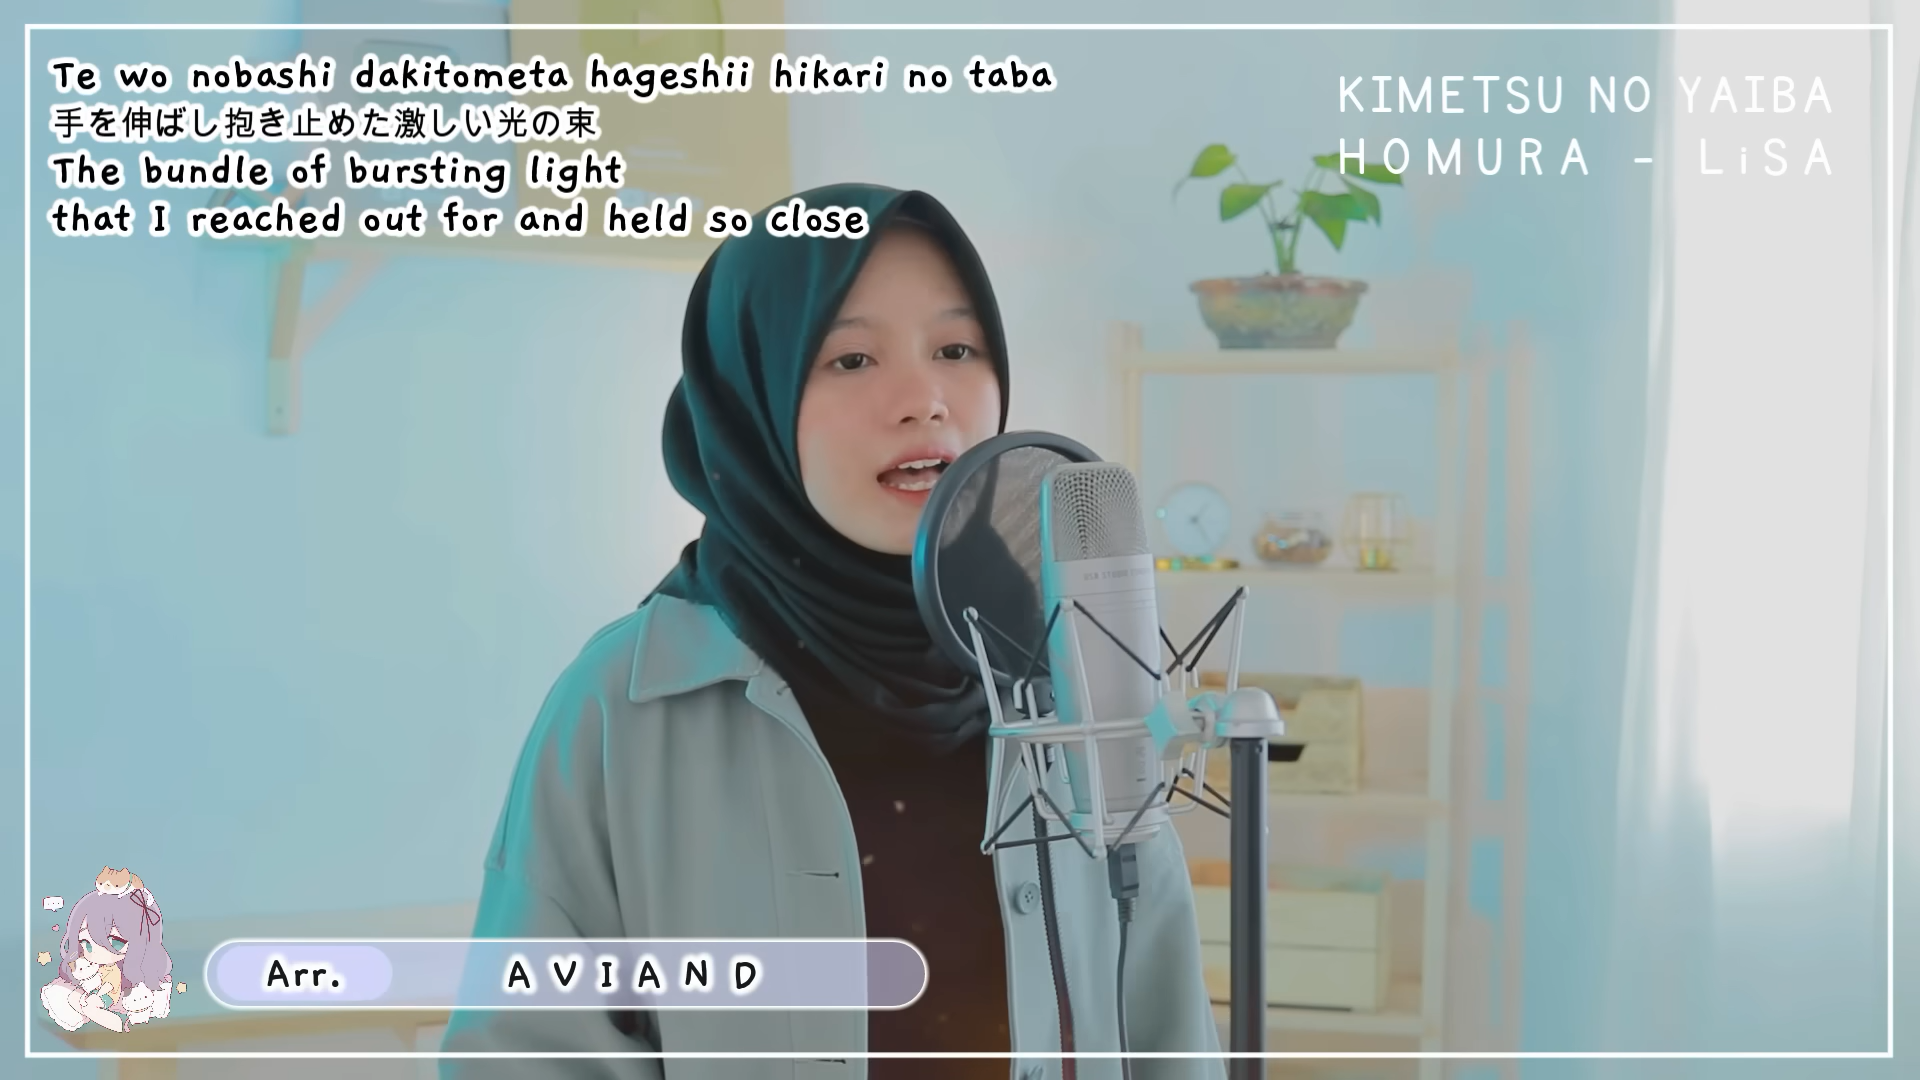 Te wo nobashi dakitometa hageshii hikari no taba
手を伸ばし抱き止めた激しい光の束
The bundle of bursting light
that I reached out for and held so close
KIMETSU NO YAIBA
HOMURA - LiSA
Arr. AVIAND